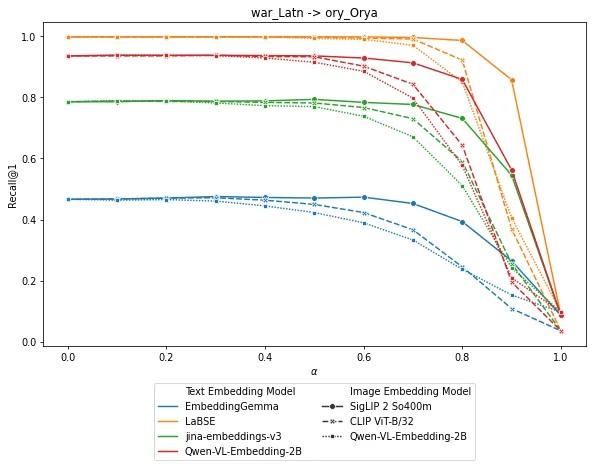 war_Latn -> ory_Orya
1.0
0.8
0.6
0.4
0.2
0.0
Recall@1
0.0 0.2 0.4 0.6 0.8 1.0
α
Text Embedding Model Image Embedding Model
EmbeddingGemma SigLIP 2 So400m
LaBSE CLIP ViT-B/32
jina-embeddings-v3 Qwen-VL-Embedding-2B
Qwen-VL-Embedding-2B